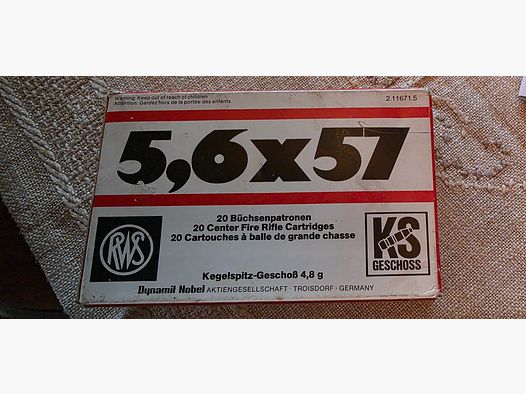 Warning: Keep out of reach of children
Attention: Gardez hors de la portée des enfants
2.11671.5
5,6x57
20 Büchsenpatronen
20 Center Fire Rifle Cartridges
20 Cartouches à balle de grande chasse
RWS
KS
GESCHOSS
Kegelspitz-Geschoß 4,8 g
Dynamit Nobel AKTIENGESELLSCHAFT · TROISDORF · GERMANY